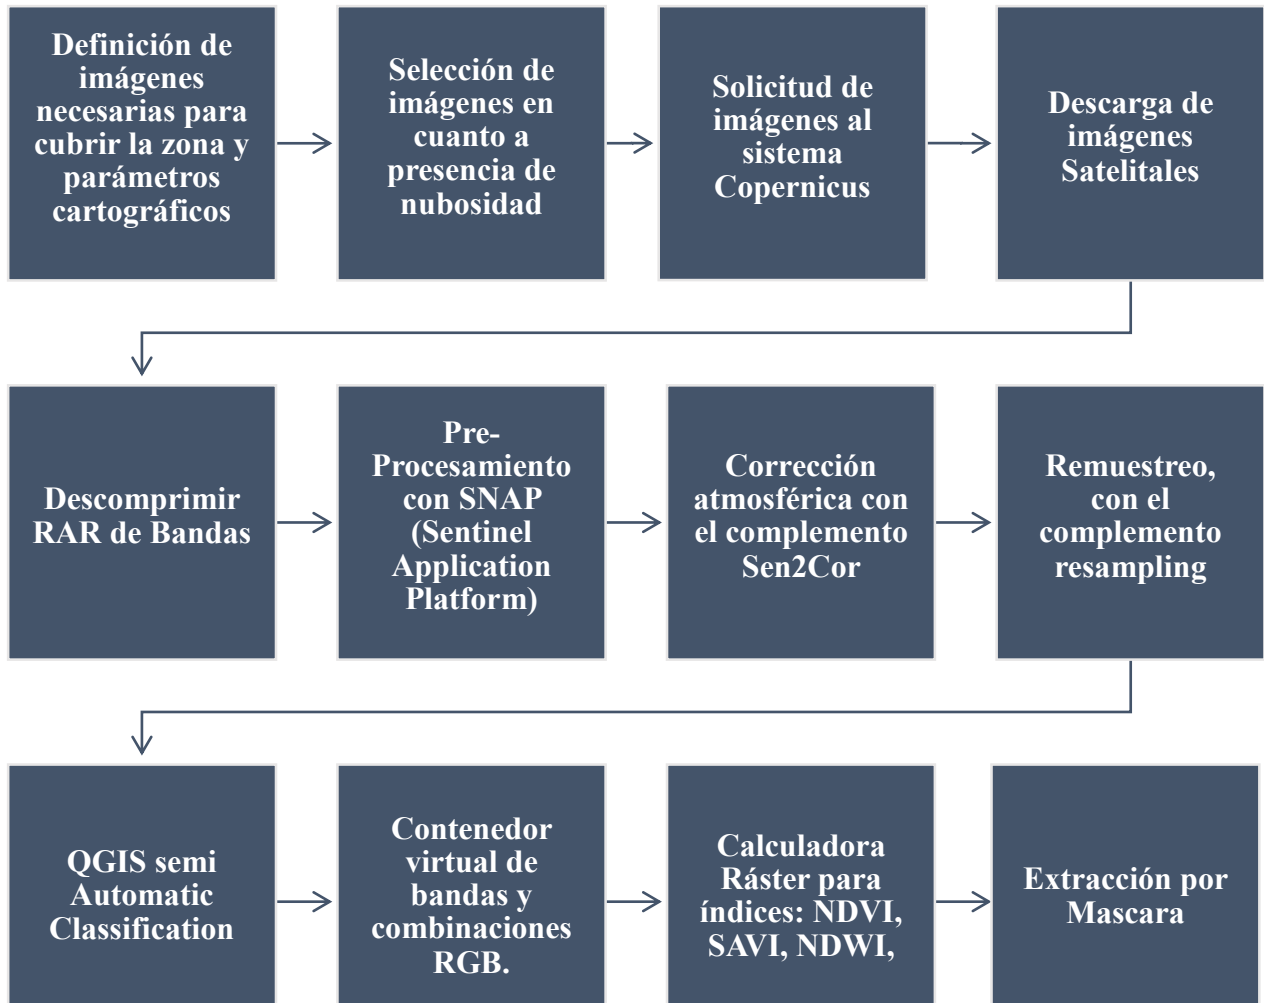 Definición de
imágenes
necesarias para
cubrir la zona y
parámetros
cartográficos
Selección de
imágenes en
cuanto a
presencia de
nubosidad
Solicitud de
imágenes al
sistema
Copernicus
Descarga de
imágenes
Satelitales
Descomprimir
RAR de Bandas
Pre-
Procesamiento
con SNAP
(Sentinel
Application
Platform)
Corrección
atmosférica con
el complemento
Sen2Cor
Remuestreo,
con el
complemento
resampling
QGIS semi
Automatic
Classification
Contenedor
virtual de
bandas y
combinaciones
RGB.
Calculadora
Ráster para
índices: NDVI,
SAVI, NDWI,
Extracción por
Mascara